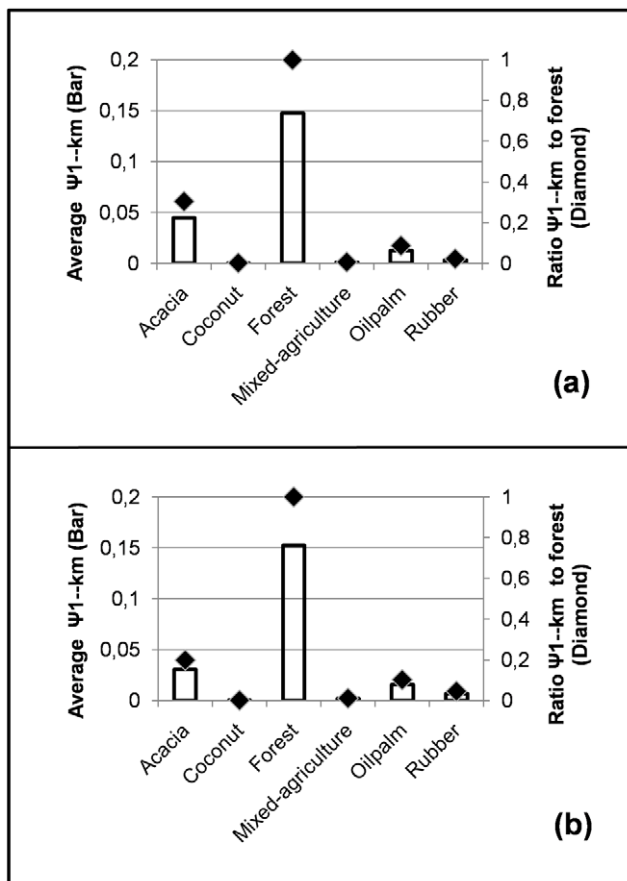 Average Ψ1--km (Bar)
0,2
0,15
0,1
0,05
0
1
0,8
0,6
0,4
0,2
0
Ratio Ψ1--km to forest
(Diamond)
Acacia
Coconut
Forest
Mixed-agriculture
Oilpalm
Rubber
(a)
Average Ψ1--km (Bar)
0,2
0,15
0,1
0,05
0
1
0,8
0,6
0,4
0,2
0
Ratio Ψ1--km to forest
(Diamond)
Acacia
Coconut
Forest
Mixed-agriculture
Oilpalm
Rubber
(b)